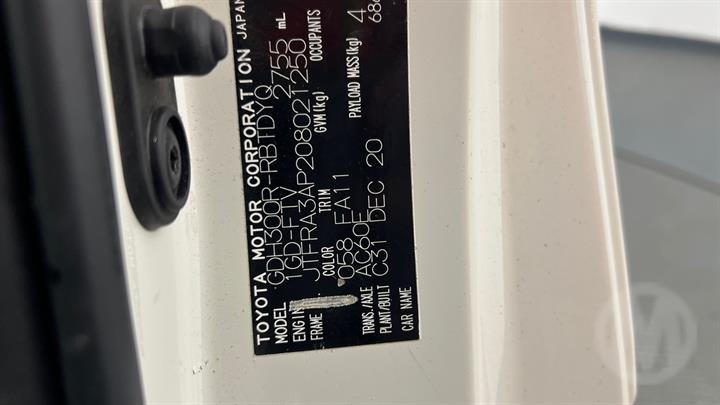 TOYOTA MOTOR CORPORATION JAPAN
MODEL GDH300R-RBTDYQ
ENGIN 1GD-FTV 2755 mL
FRAME JTFRA3AP208021250
COLOR TRIM GVM(kg) OCCUPANTS
058 FA11
TRANS./AXLE AC60E PAYLOAD MASS(kg) 4
PLANT/BUILT C31 DEC 20
CAR NAME